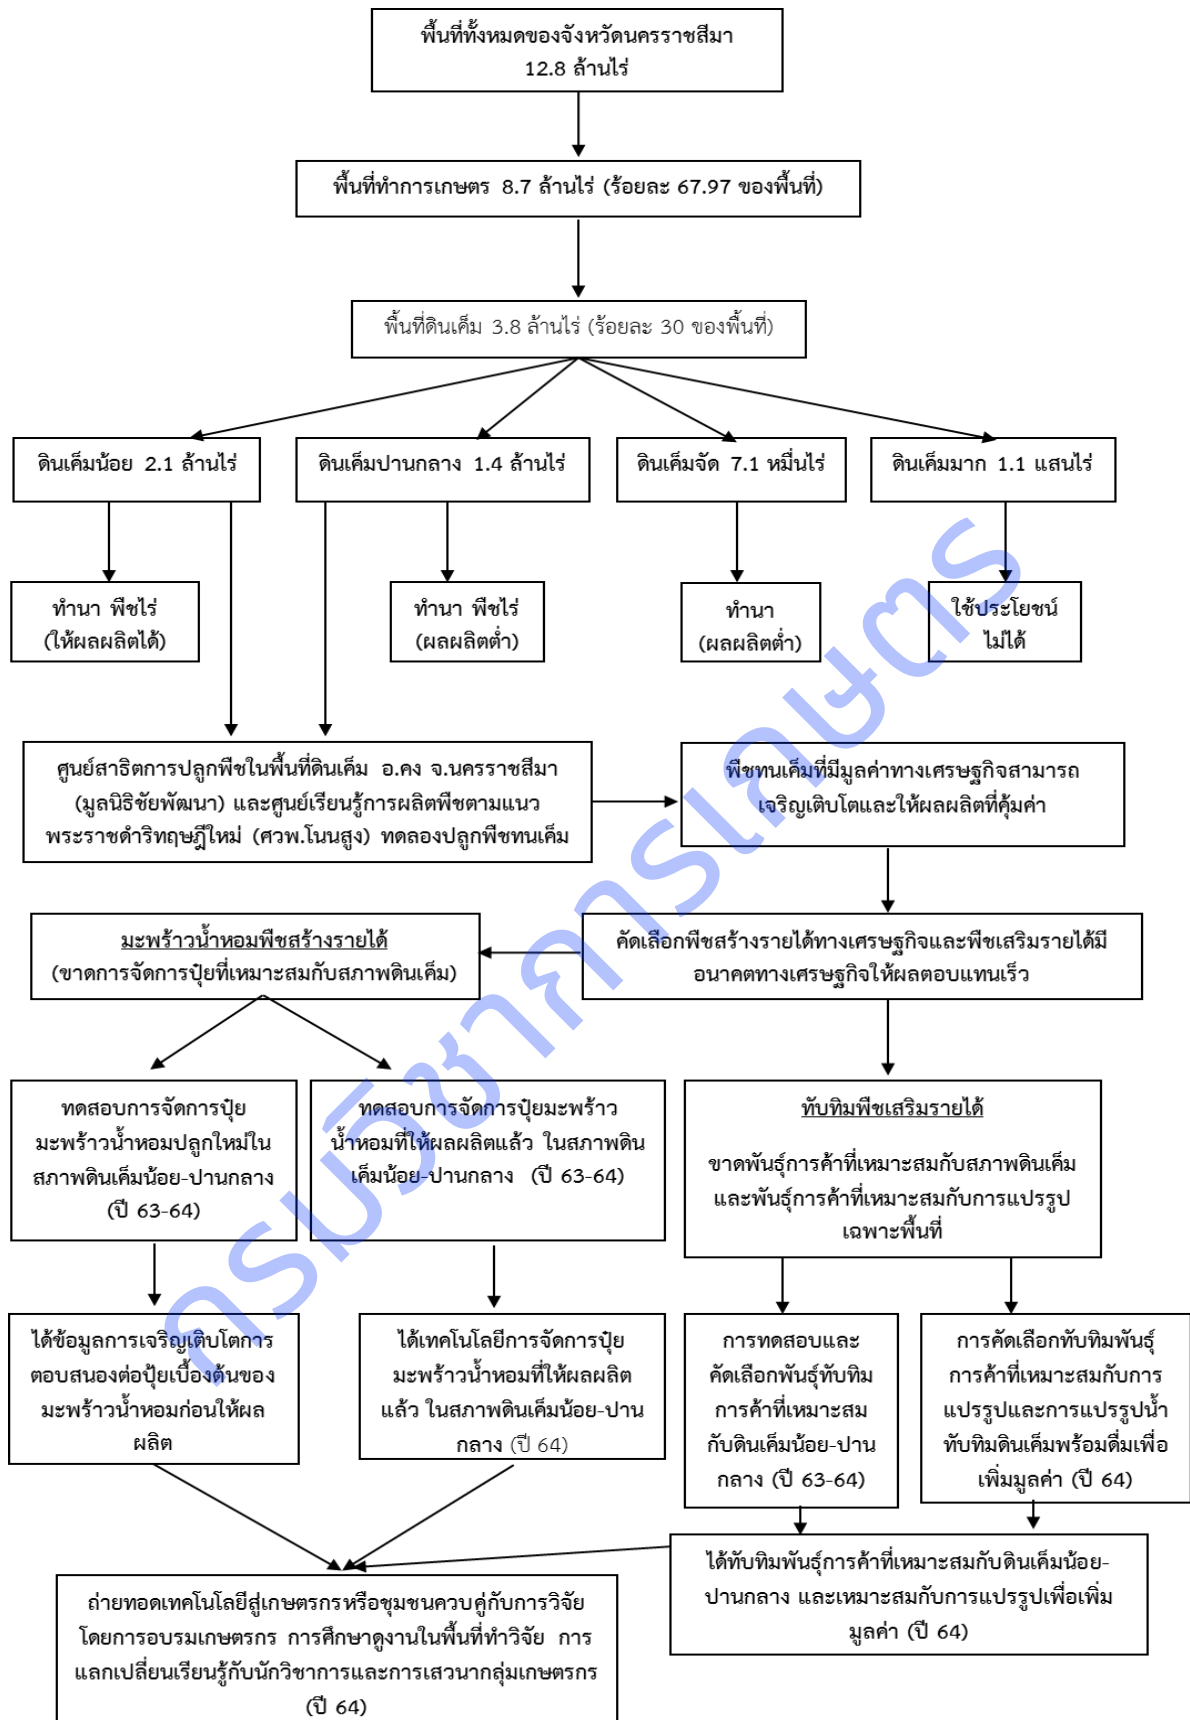 พื้นที่ทั้งหมดของจังหวัดนครราชสีมา
12.8 ล้านไร่
พื้นที่ทำการเกษตร 8.7 ล้านไร่ (ร้อยละ 67.97 ของพื้นที่)
พื้นที่ดินเค็ม 3.8 ล้านไร่ (ร้อยละ 30 ของพื้นที่)
ดินเค็มน้อย 2.1 ล้านไร่
ดินเค็มปานกลาง 1.4 ล้านไร่
ดินเค็มจัด 7.1 หมื่นไร่
ดินเค็มมาก 1.1 แสนไร่
ทำนา พืชไร่
(ให้ผลผลิตได้)
ทำนา พืชไร่
(ผลผลิตต่ำ)
ทำนา
(ผลผลิตต่ำ)
ใช้ประโยชน์
ไม่ได้
ศูนย์สาธิตการปลูกพืชในพื้นที่ดินเค็ม อ.คง จ.นครราชสีมา
(มูลนิธิชัยพัฒนา) และศูนย์เรียนรู้การผลิตพืชตามแนว
พระราชดำริทฤษฎีใหม่ (ศวพ.โนนสูง) ทดลองปลูกพืชทนเค็ม
พืชทนเค็มที่มีมูลค่าทางเศรษฐกิจสามารถ
เจริญเติบโตและให้ผลผลิตที่คุ้มค่า
มะพร้าวน้ำหอมพืชสร้างรายได้
(ขาดการจัดการปุ๋ยที่เหมาะสมกับสภาพดินเค็ม)
คัดเลือกพืชสร้างรายได้ทางเศรษฐกิจและพืชเสริมรายได้มี
อนาคตทางเศรษฐกิจให้ผลตอบแทนเร็ว
ทดสอบการจัดการปุ๋ย
มะพร้าวน้ำหอมปลูกใหม่ใน
สภาพดินเค็มน้อย-ปานกลาง
(ปี 63-64)
ทดสอบการจัดการปุ๋ยมะพร้าว
น้ำหอมที่ให้ผลผลิตแล้ว ในสภาพดิน
เค็มน้อย-ปานกลาง (ปี 63-64)
ทับทิมพืชเสริมรายได้
ขาดพันธุ์การค้าที่เหมาะสมกับสภาพดินเค็ม
และพันธุ์การค้าที่เหมาะสมกับการแปรรูป
เฉพาะพื้นที่
ได้ข้อมูลการเจริญเติบโตการ
ตอบสนองต่อปุ๋ยเบื้องต้นของ
มะพร้าวน้ำหอมก่อนให้ผล
ผลิต
ได้เทคโนโลยีการจัดการปุ๋ย
มะพร้าวน้ำหอมที่ให้ผลผลิต
แล้ว ในสภาพดินเค็มน้อย-ปาน
กลาง (ปี 64)
การทดสอบและ
คัดเลือกพันธุ์ทับทิม
การค้าที่เหมาะสม
กับดินเค็มน้อย-ปาน
กลาง (ปี 63-64)
การคัดเลือกทับทิมพันธุ์
การค้าที่เหมาะสมกับการ
แปรรูปและการแปรรูปน้ำ
ทับทิมดินเค็มพร้อมดื่มเพื่อ
เพิ่มมูลค่า (ปี 64)
ได้ทับทิมพันธุ์การค้าที่เหมาะสมกับดินเค็มน้อย-
ปานกลาง และเหมาะสมกับการแปรรูปเพื่อเพิ่ม
มูลค่า (ปี 64)
ถ่ายทอดเทคโนโลยีสู่เกษตรกรหรือชุมชนควบคู่กับการวิจัย
โดยการอบรมเกษตรกร การศึกษาดูงานในพื้นที่ทำวิจัย การ
แลกเปลี่ยนเรียนรู้กับนักวิชาการและการเสวนากลุ่มเกษตรกร
(ปี 64)
กรมวิชาการเกษตร